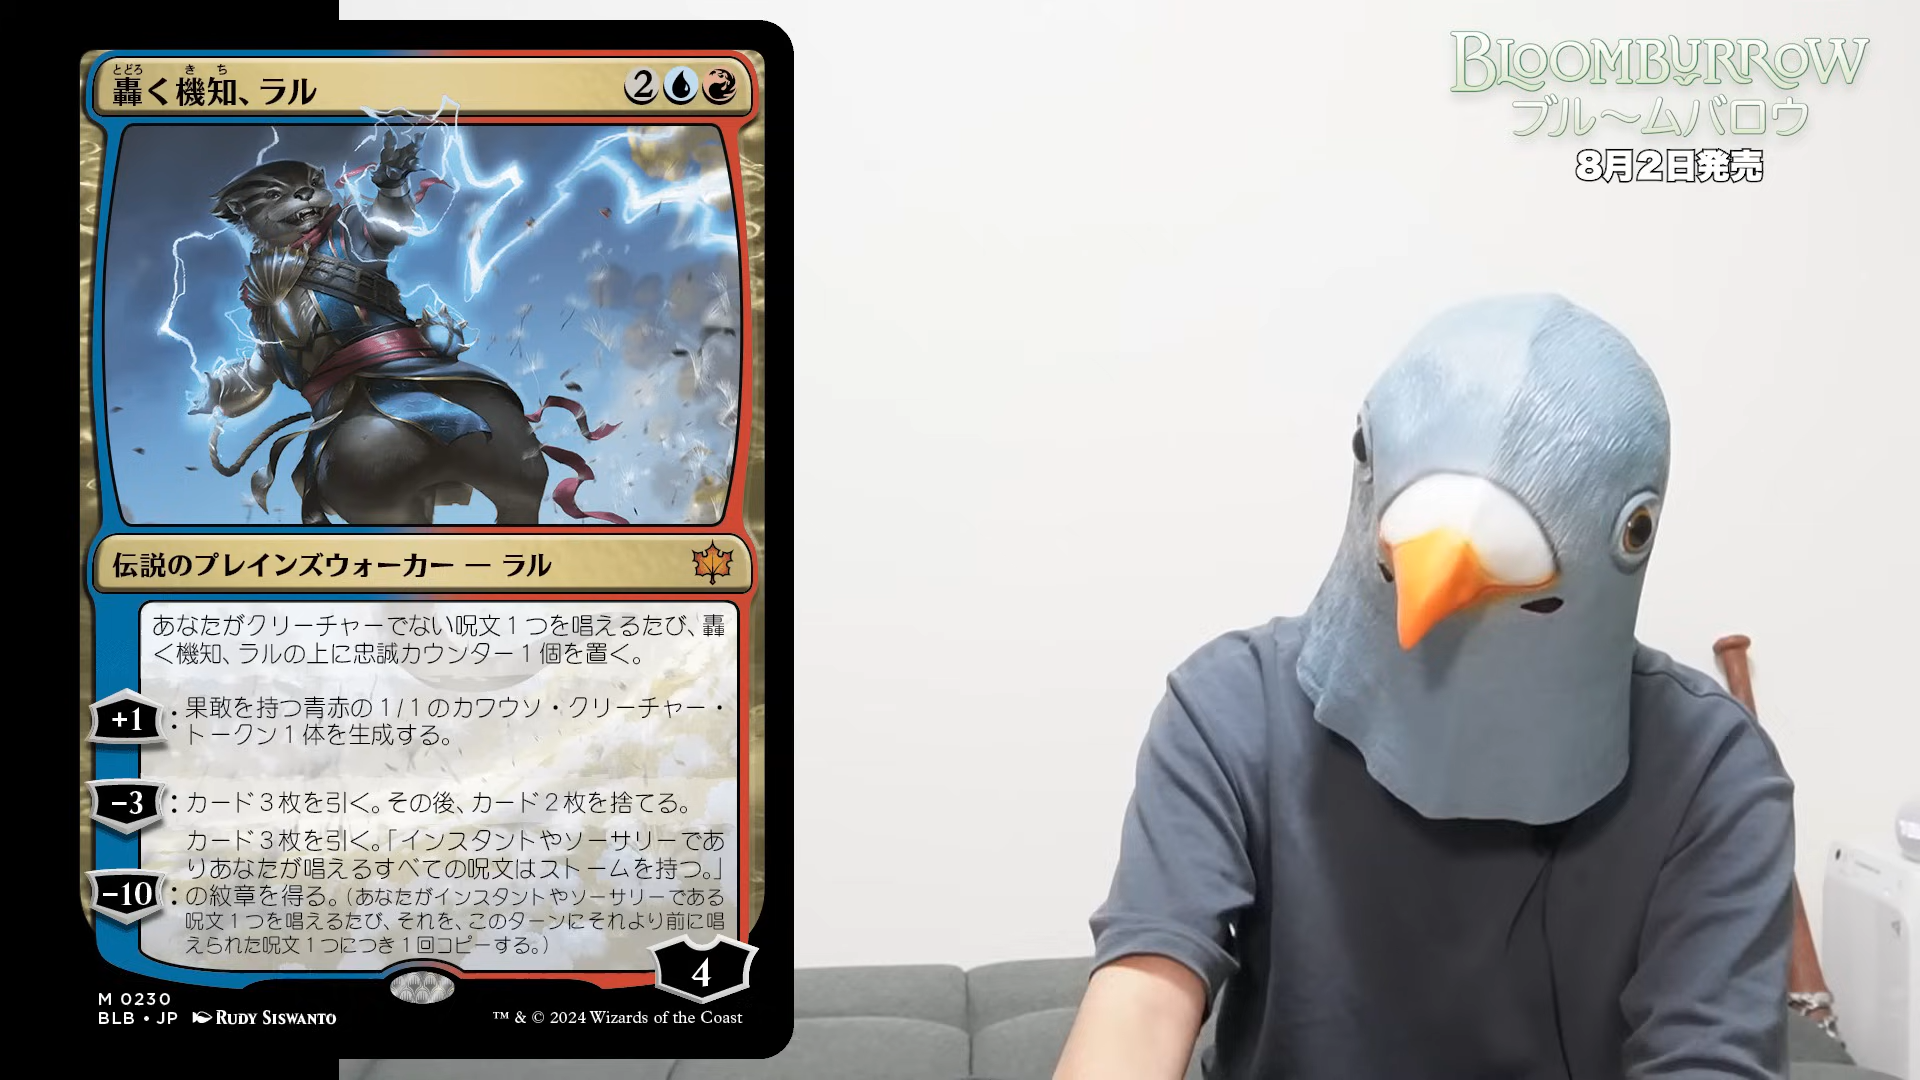 とどろ き ち
轟く機知、ラル
2
伝説のプレインズウォーカー — ラル
あなたがクリーチャーでない呪文1つを唱えるたび、轟
く機知、ラルの上に忠誠カウンター1個を置く。
+1：果敢を持つ青赤の1/1のカワウソ・クリーチャー・
トークン1体を生成する。
-3：カード3枚を引く。その後、カード2枚を捨てる。
カード3枚を引く。「インスタントやソーサリーであ
りあなたが唱えるすべての呪文はストームを持つ。」
-10：の紋章を得る。（あなたがインスタントやソーサリーである
呪文1つを唱えるたび、それを、このターンにそれより前に唱
えられた呪文1つにつき1回コピーする。）
4
M 0230
BLB • JP RUDY SISWANTO
™ & © 2024 Wizards of the Coast
BLOOMBURROW
ブルームバロウ
8月2日発売